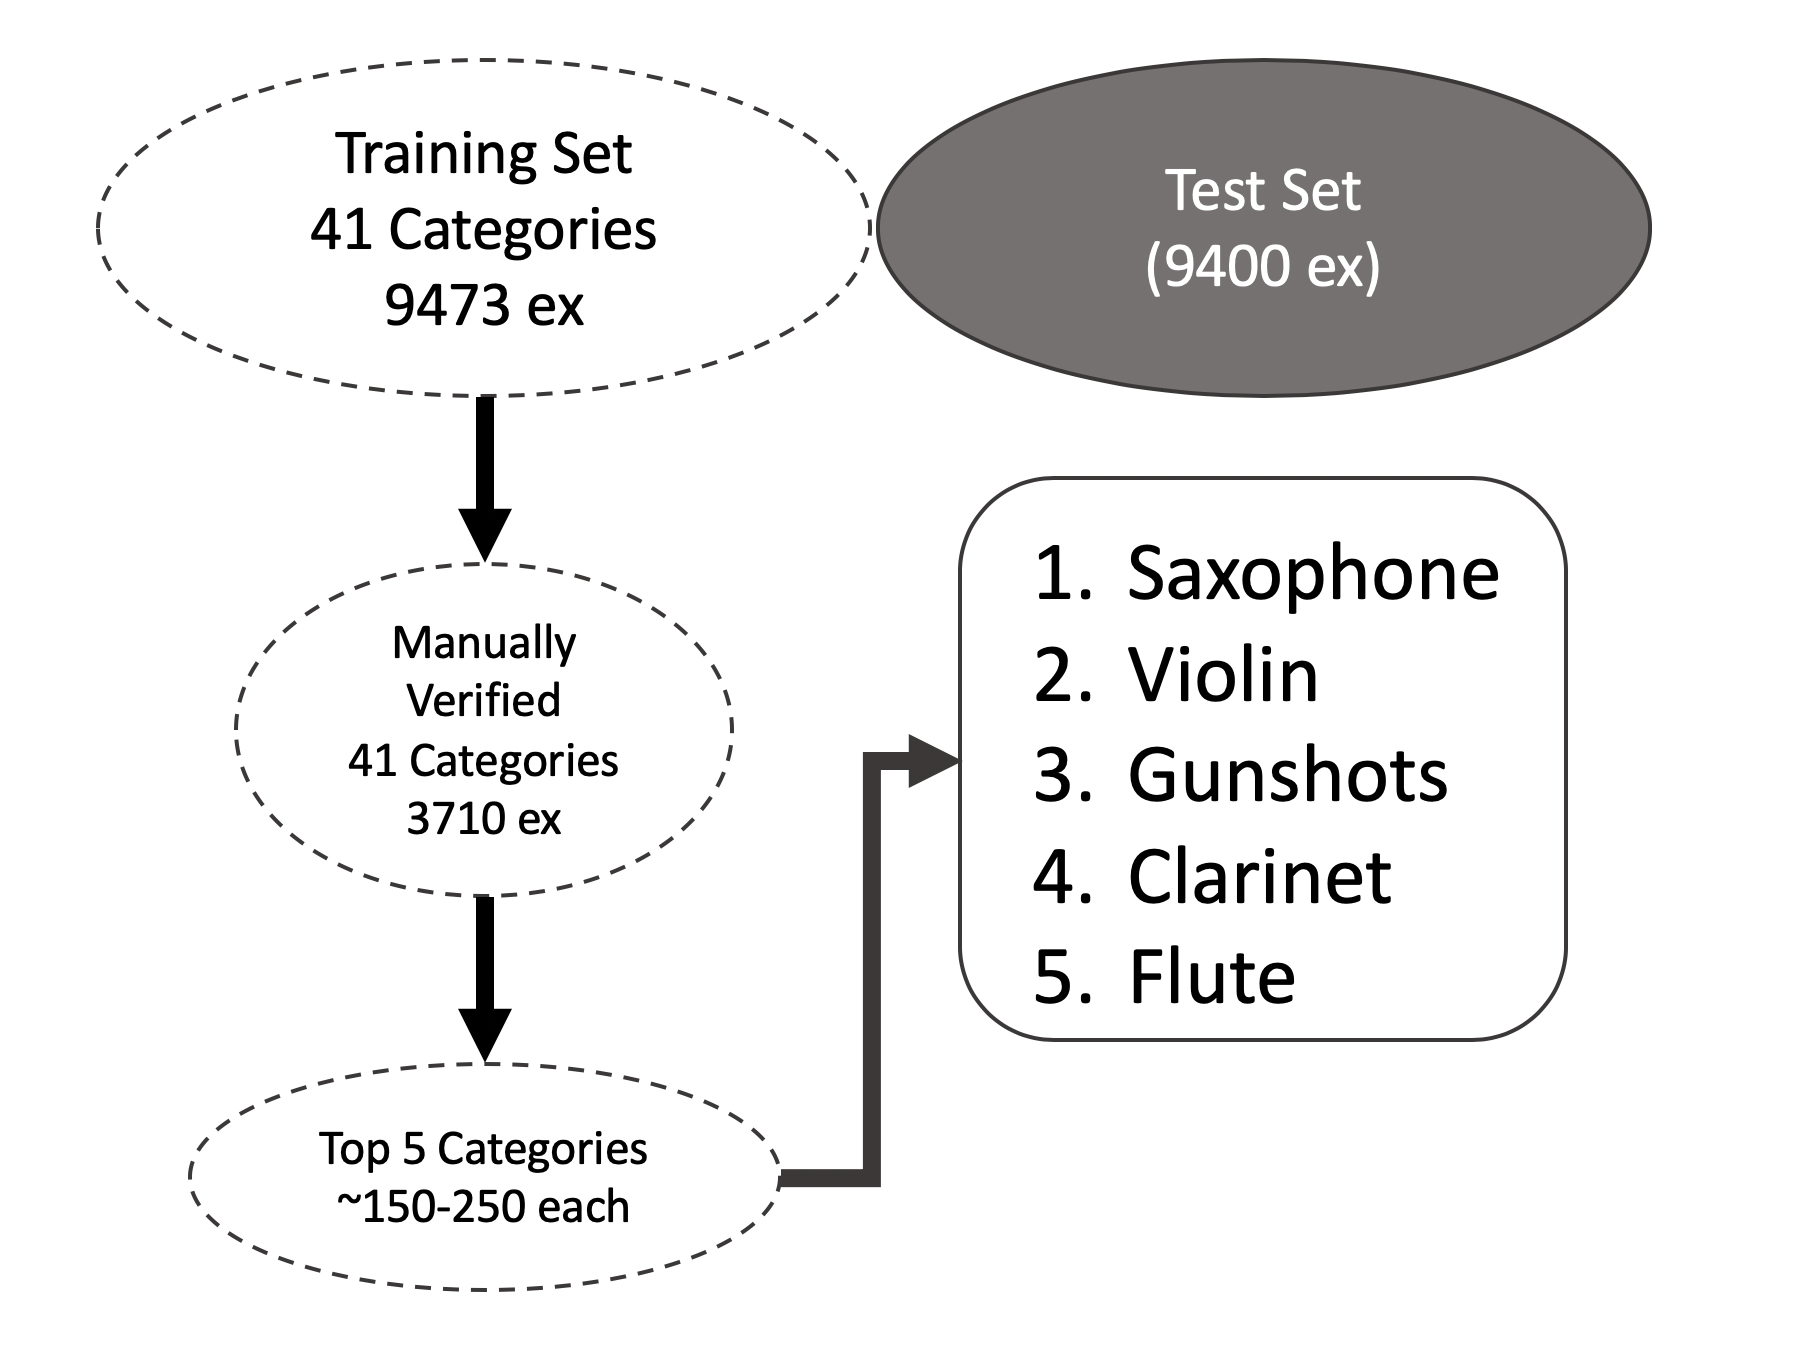 Training Set
41 Categories
9473 ex
Test Set
(9400 ex)
Manually
Verified
41 Categories
3710 ex
Top 5 Categories
~150-250 each
1. Saxophone
2. Violin
3. Gunshots
4. Clarinet
5. Flute